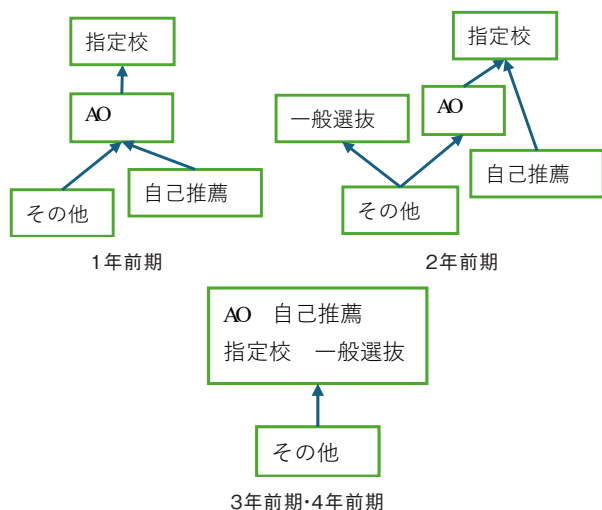 指定校
AO
その他
自己推薦
1年前期
指定校
一般選抜
AO
自己推薦
その他
2年前期
AO 自己推薦
指定校 一般選抜
その他
3年前期・4年前期